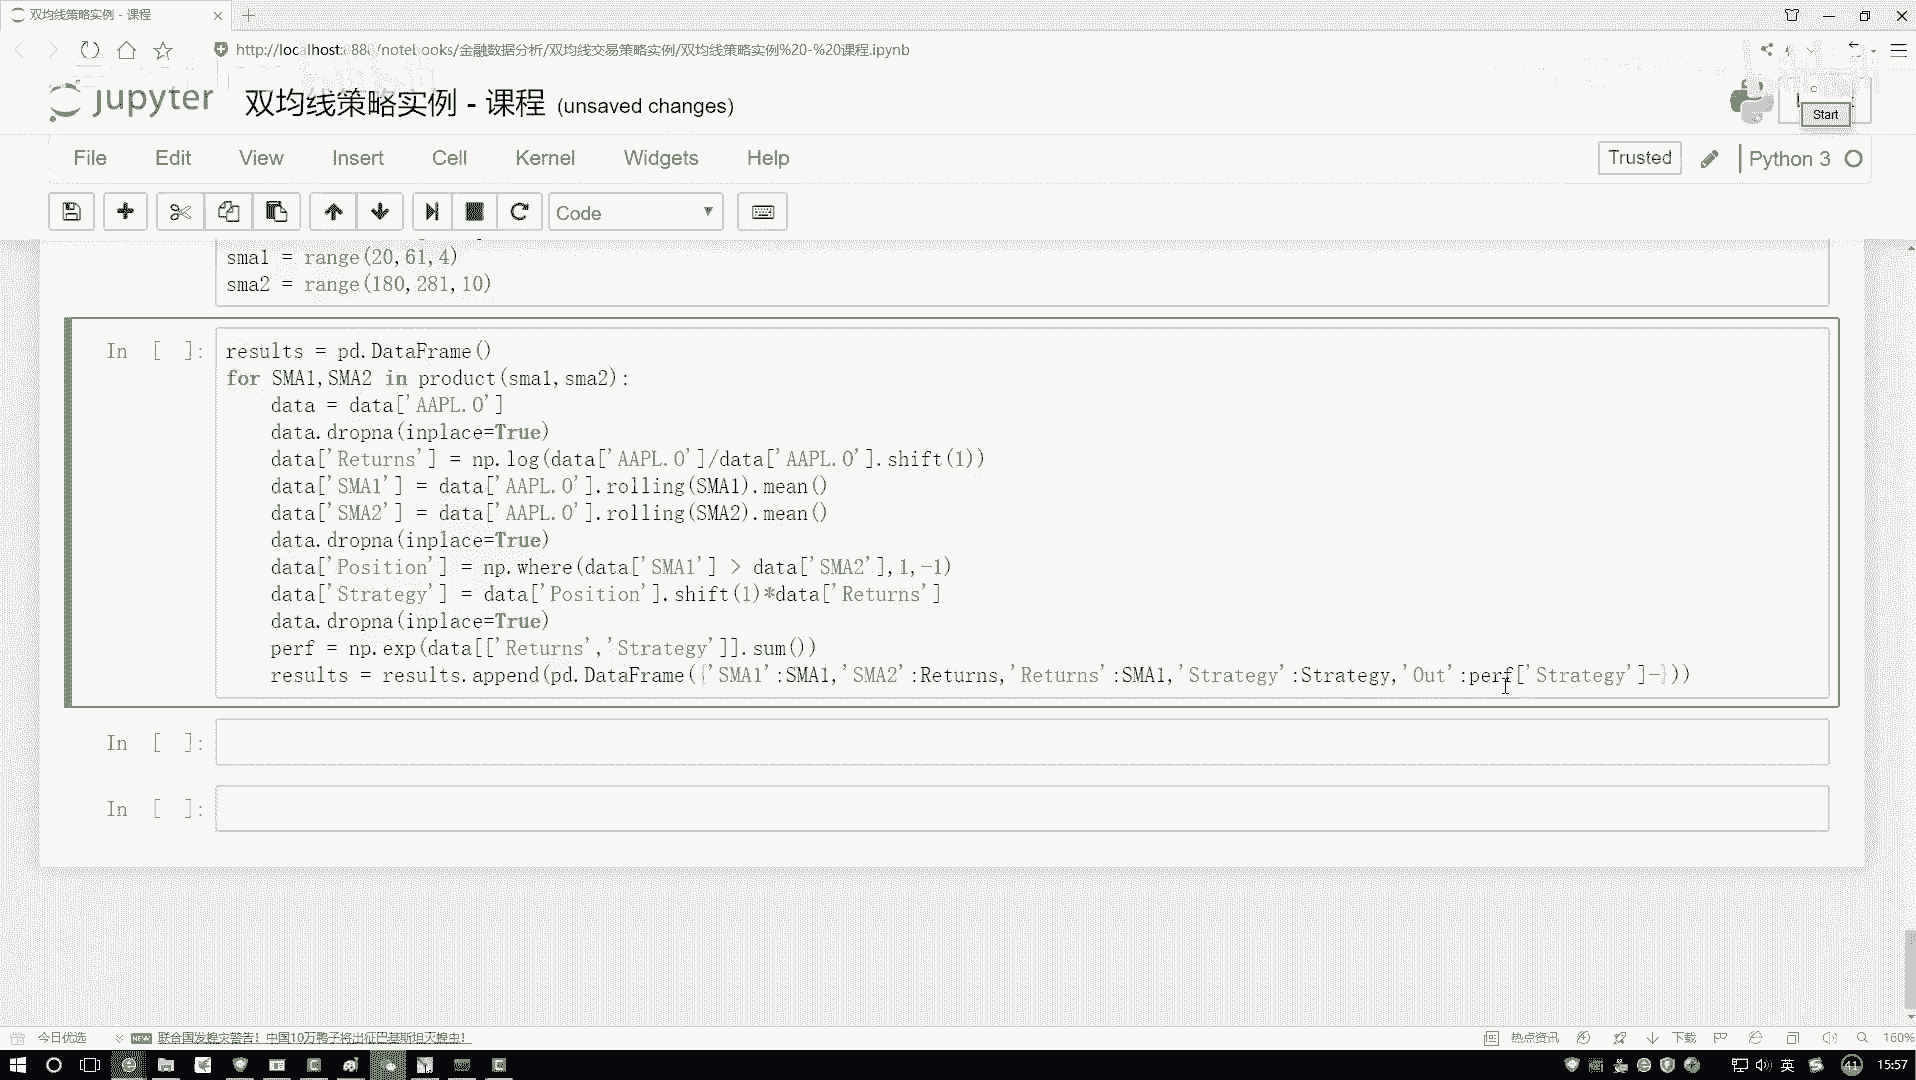 双均线策略实例 - 课程
http://localhost:888/notebooks/金融数据分析/双均线交易策略实例/双均线策略实例%20-%20课程.ipynb
jupyter 双均线策略实例 - 课程 (unsaved changes)
Start
File Edit View Insert Cell Kernel Widgets Help
Trusted Python 3
Code
sma1 = range(20,61,4)
sma2 = range(180,281,10)
In [ ]:
results = pd.DataFrame()
for SMA1,SMA2 in product(sma1,sma2):
data = data['AAPL.O']
data.dropna(inplace=True)
data['Returns'] = np.log(data['AAPL.O']/data['AAPL.O'].shift(1))
data['SMA1'] = data['AAPL.O'].rolling(SMA1).mean()
data['SMA2'] = data['AAPL.O'].rolling(SMA2).mean()
data.dropna(inplace=True)
data['Position'] = np.where(data['SMA1'] > data['SMA2'],1,-1)
data['Strategy'] = data['Position'].shift(1)*data['Returns']
data.dropna(inplace=True)
perf = np.exp(data[['Returns','Strategy']].sum())
results = results.append(pd.DataFrame({'SMA1':SMA1,'SMA2':Returns,'Returns':SMA1,'Strategy':Strategy,'Out':perf['Strategy']-}))
In [ ]:
In [ ]:
今日优选 NEW 联合国发蝗灾警告！中国10万鸭子将出征巴基斯坦灭蝗虫！ 热点资讯 下载 160%
英 41 15:57